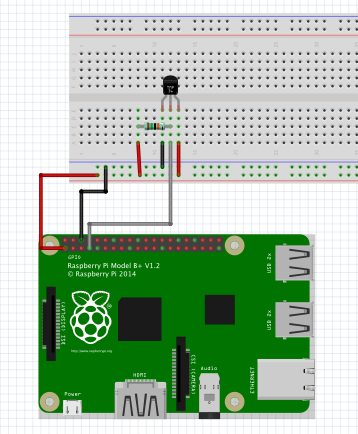 GPIO
Raspberry Pi Model B+ V1.2
© Raspberry Pi 2014
USB 2x
DSI (DISPLAY)
USB 2x
http://www.raspberrypi.org
HDMI
CSI (CAMERA)
Audio
ETHERNET
Power